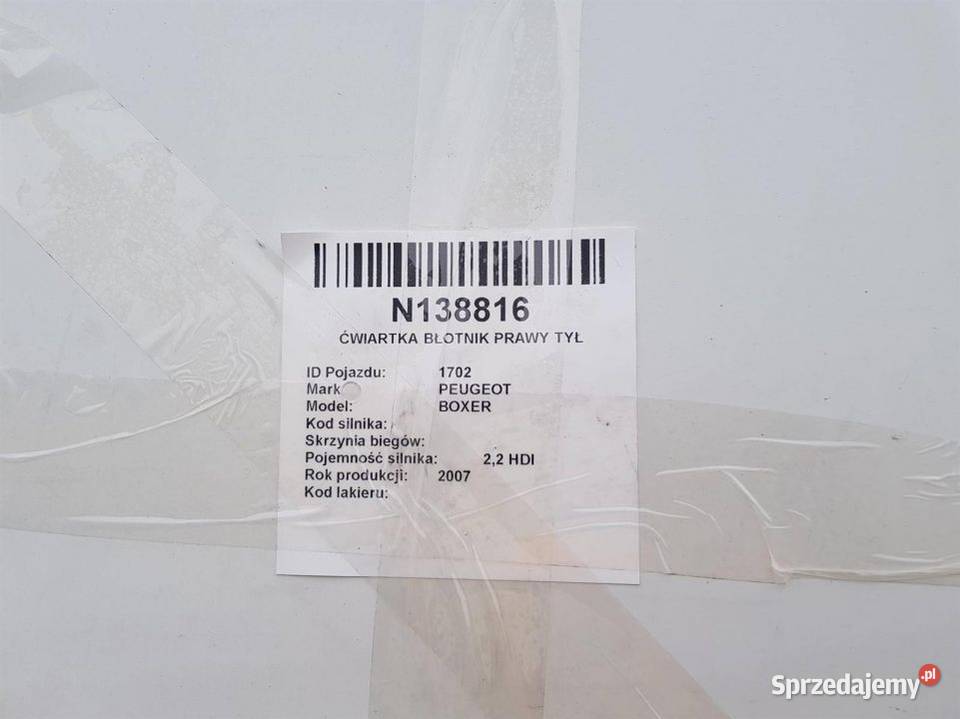 N138816
ĆWIARTKA BŁOTNIK PRAWY TYŁ
ID Pojazdu: 1702
Mark PEUGEOT
Model: BOXER
Kod silnika:
Skrzynia biegów:
Pojemność silnika: 2,2 HDI
Rok produkcji: 2007
Kod lakieru:
Sprzedajemy.pl